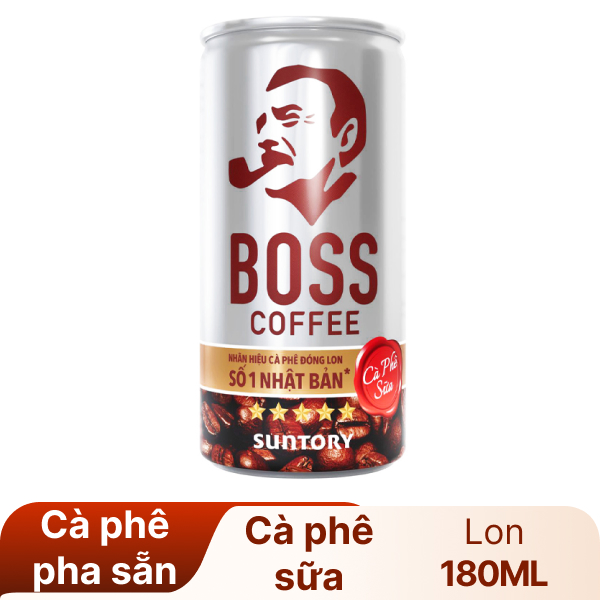 BOSS
COFFEE
NHÃN HIỆU CÀ PHÊ ĐÓNG LON
SỐ 1 NHẬT BẢN*
Cà Phê
Sữa
SUNTORY
Cà phê
pha sẵn
Cà phê
sữa
Lon
180ML